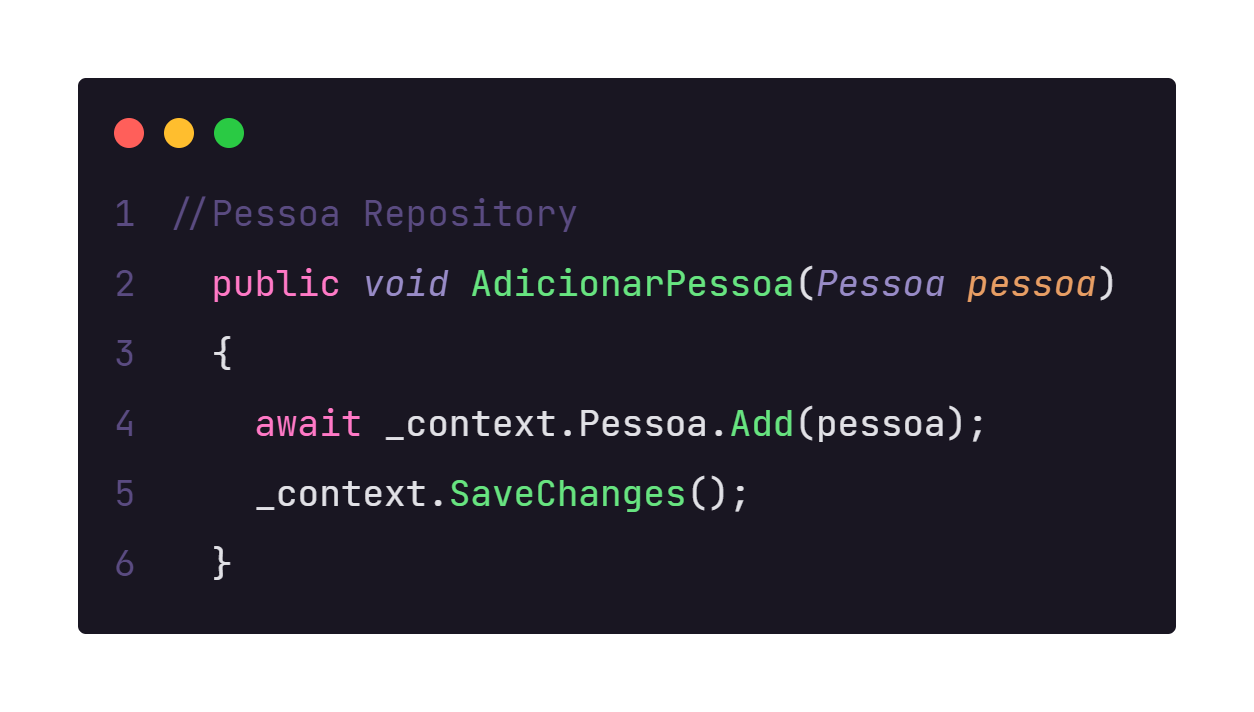 1 //Pessoa Repository
2 public void AdicionarPessoa(Pessoa pessoa)
3 {
4 await _context.Pessoa.Add(pessoa);
5 _context.SaveChanges();
6 }